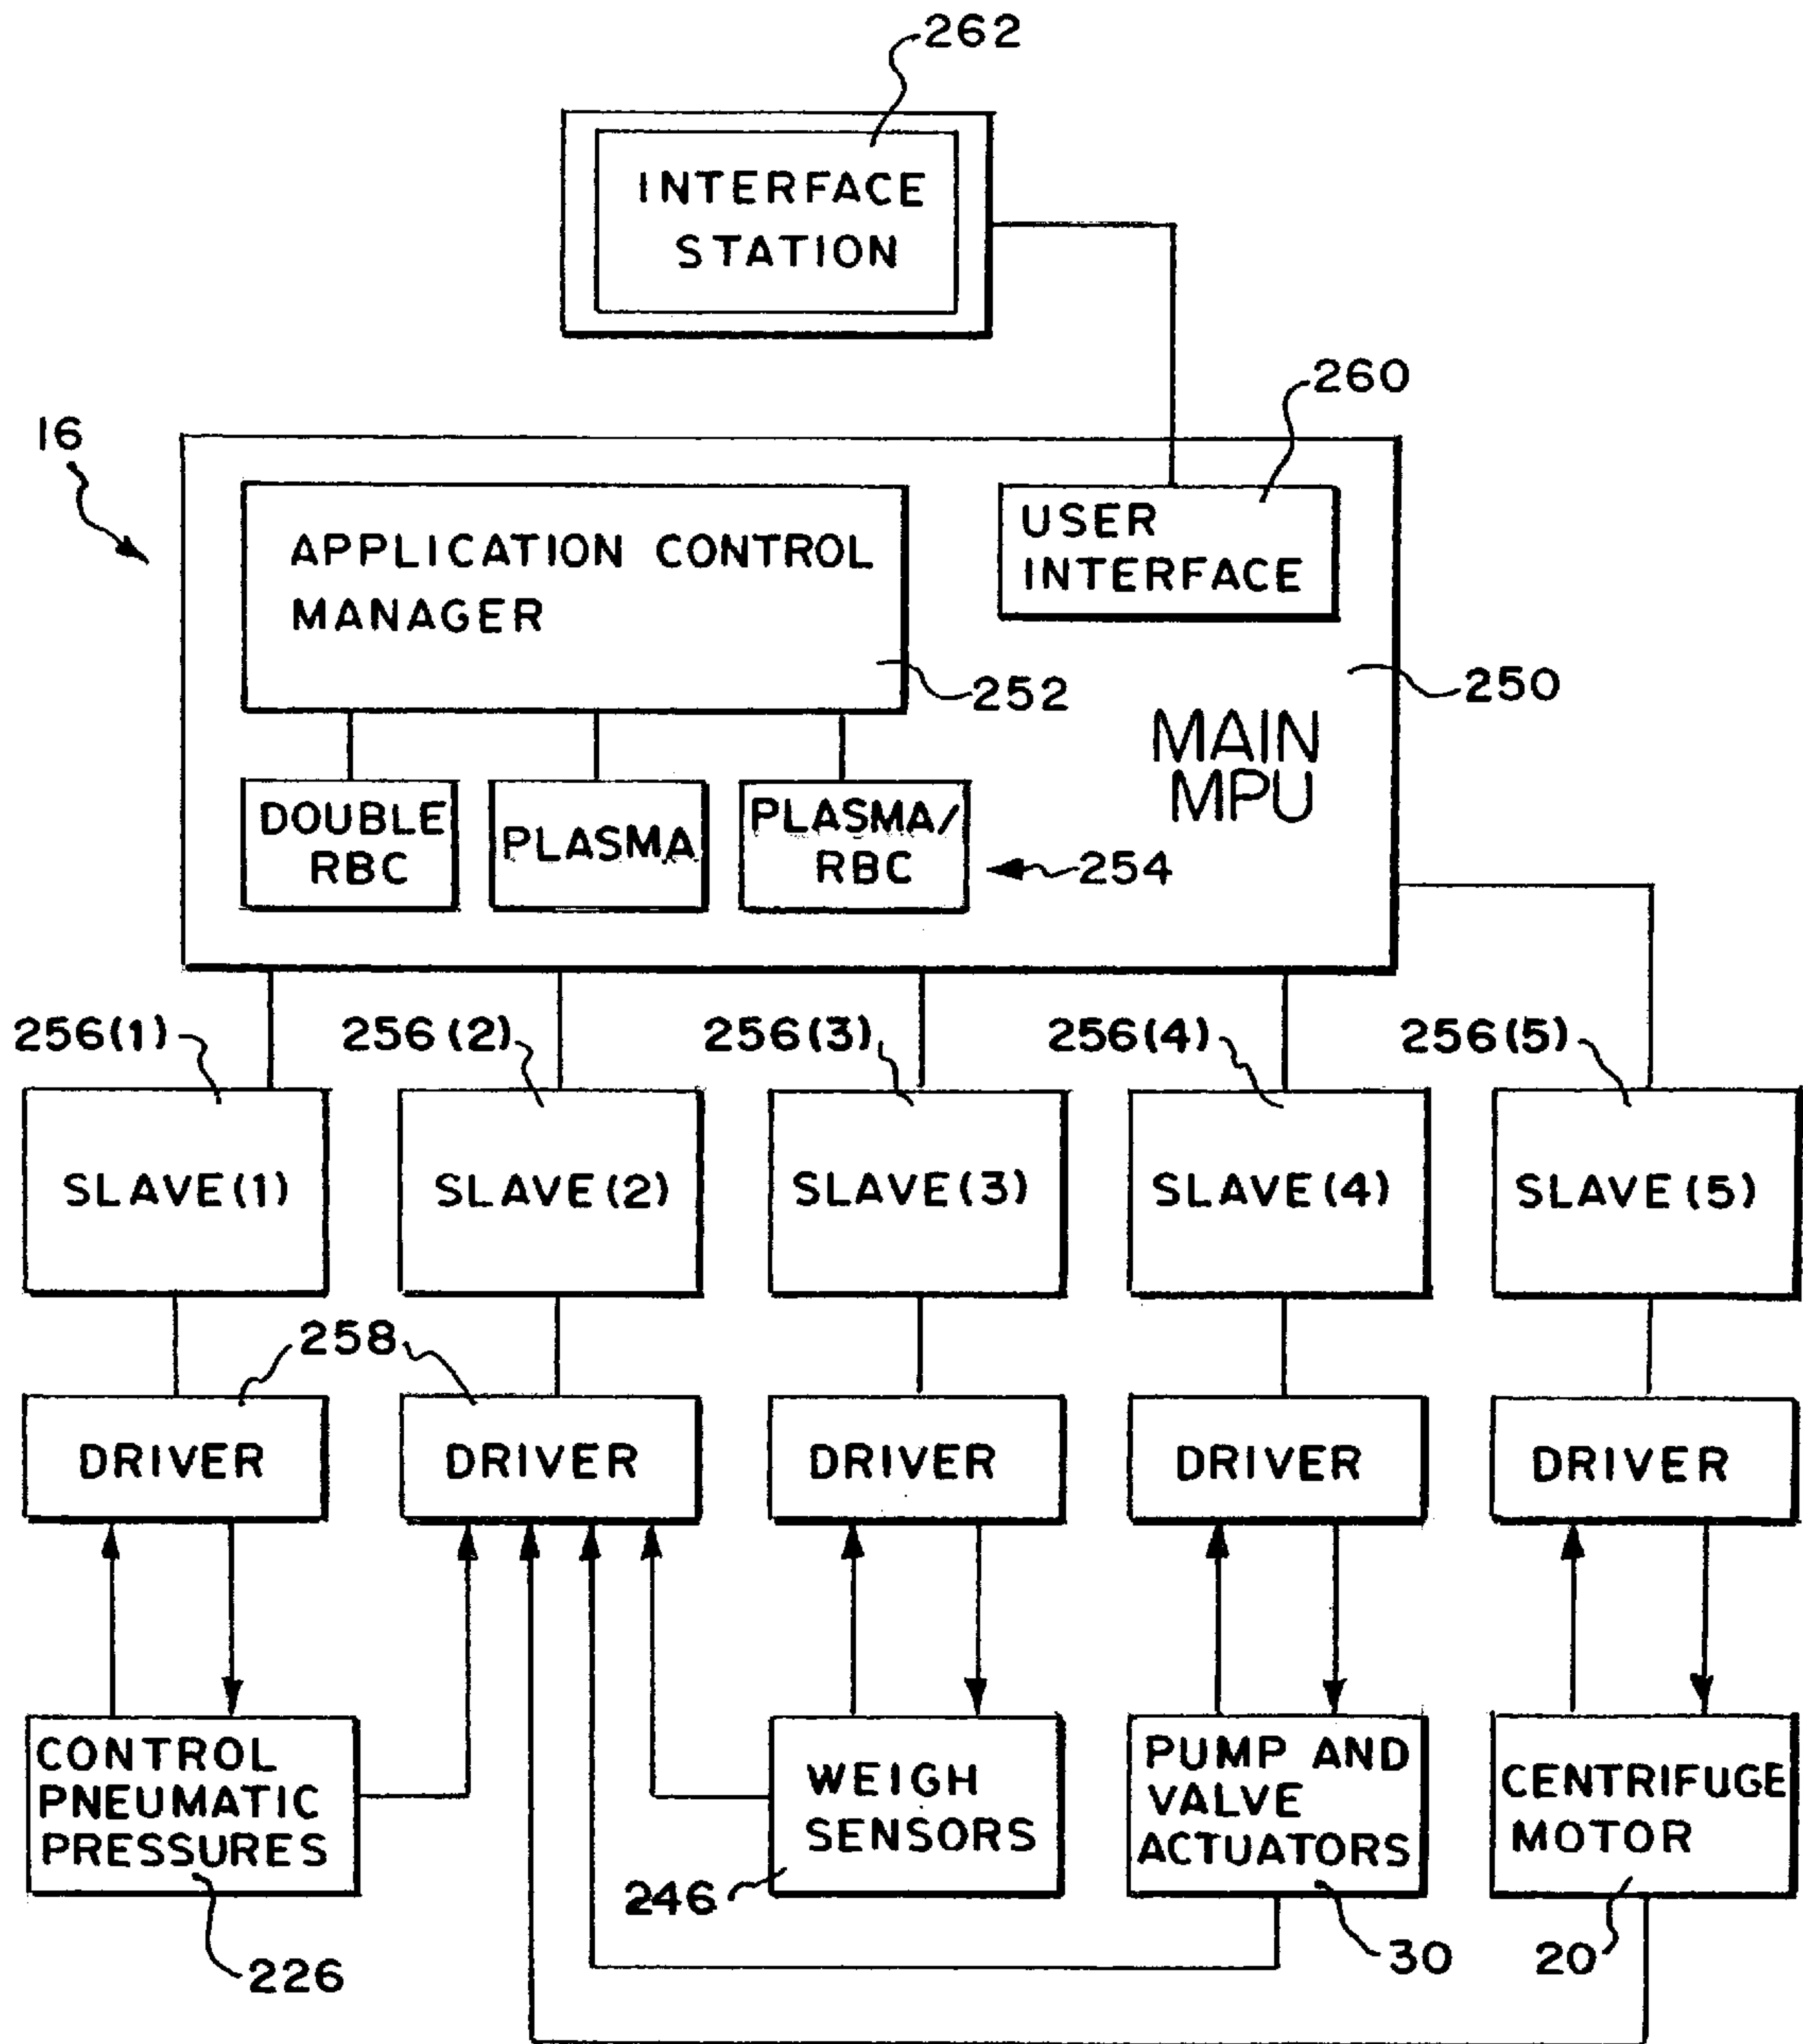 262
INTERFACE
STATION
260
16
USER
INTERFACE
APPLICATION CONTROL
MANAGER
252
250
MAIN
MPU
DOUBLE
RBC
PLASMA
PLASMA/
RBC
254
256(1)
256(2)
256(3)
256(4)
256(5)
SLAVE(1)
SLAVE(2)
SLAVE(3)
SLAVE(4)
SLAVE(5)
258
DRIVER
DRIVER
DRIVER
DRIVER
DRIVER
CONTROL
PNEUMATIC
PRESSURES
WEIGH
SENSORS
PUMP AND
VALVE
ACTUATORS
CENTRIFUGE
MOTOR
226
246
30
20